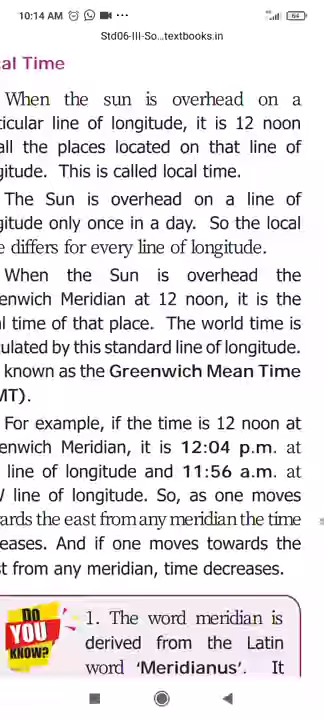 10:14 AM
64
Std06-III-So...textbooks.in
al Time
When the sun is overhead on a
ticular line of longitude, it is 12 noon
all the places located on that line of
gitude. This is called local time.
The Sun is overhead on a line of
gitude only once in a day. So the local
e differs for every line of longitude.
When the Sun is overhead the
enwich Meridian at 12 noon, it is the
l time of that place. The world time is
ulated by this standard line of longitude.
known as the Greenwich Mean Time
MT).
For example, if the time is 12 noon at
enwich Meridian, it is 12:04 p.m. at
line of longitude and 11:56 a.m. at
line of longitude. So, as one moves
ards the east from any meridian the time
eases. And if one moves towards the
st from any meridian, time decreases.
DO
YOU
KNOW?
1. The word meridian is
derived from the Latin
word ‘Meridianus’. It